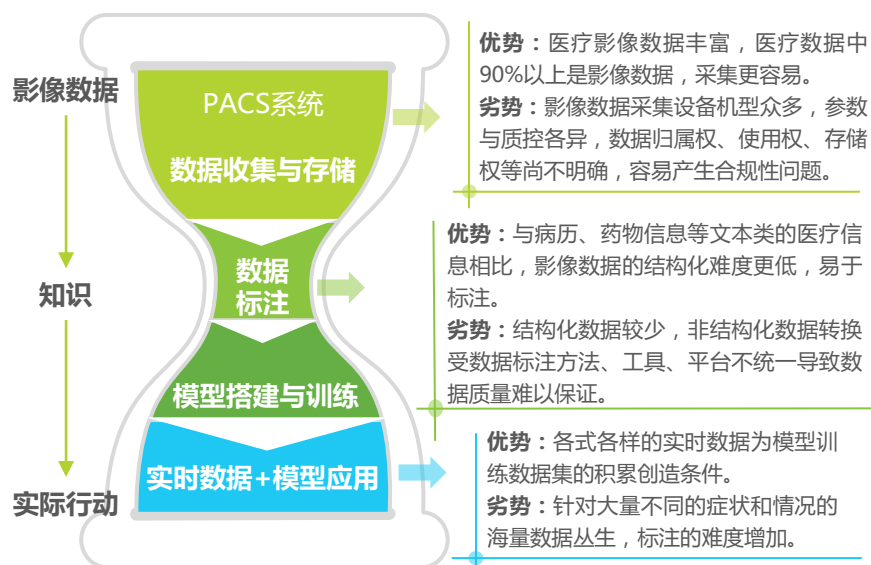 影像数据
知识
实际行动
PACS系统
数据收集与存储
数据
标注
模型搭建与训练
实时数据+模型应用
优势：医疗影像数据丰富，医疗数据中
90%以上是影像数据，采集更容易。
劣势：影像数据采集设备机型众多，参数
与质控各异，数据归属权、使用权、存储
权等尚不明确，容易产生合规性问题。
优势：与病历、药物信息等文本类的医疗信
息相比，影像数据的结构化难度更低，易于
标注。
劣势：结构化数据较少，非结构化数据转换
受数据标注方法、工具、平台不统一导致数
据质量难以保证。
优势：各式各样的实时数据为模型训
练数据集的积累创造条件。
劣势：针对大量不同的症状和情况的
海量数据丛生，标注的难度增加。